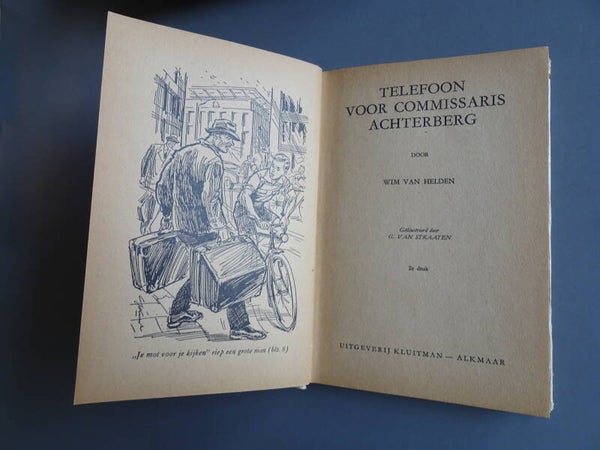 „Je mot voor je kijken" riep een grote man (blz. 8)
TELEFOON
VOOR COMMISSARIS
ACHTERBERG
DOOR
WIM VAN HELDEN
Geïllustreerd door
G. VAN STRAATEN
2e druk
UITGEVERIJ KLUITMAN — ALKMAAR